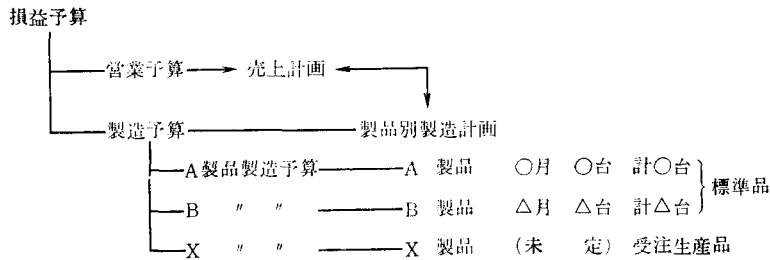 損益予算
営業予算 売上計画
製造予算 製品別製造計画
A製品製造予算 A 製品 ○月 ○台 計○台
B 〃 〃 B 製品 △月 △台 計△台
標準品
X 〃 〃 X 製品 (未 定) 受注生産品